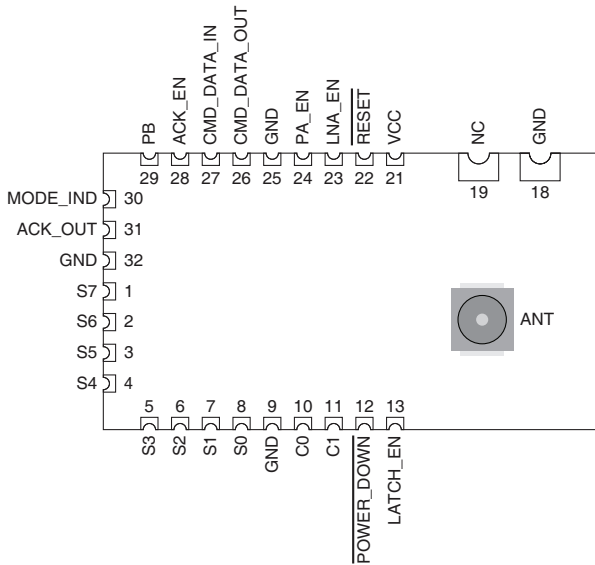 PB
ACK_EN
CMD_DATA_IN
CMD_DATA_OUT
GND
PA_EN
LNA_EN
RESET
VCC
NC
GND
29 28 27 26 25 24 23 22 21 19 18
MODE_IND 30
ACK_OUT 31
GND 32
S7 1
S6 2
S5 3
S4 4
ANT
5 6 7 8 9 10 11 12 13
S3
S2
S1
S0
GND
C0
C1
POWER_DOWN
LATCH_EN